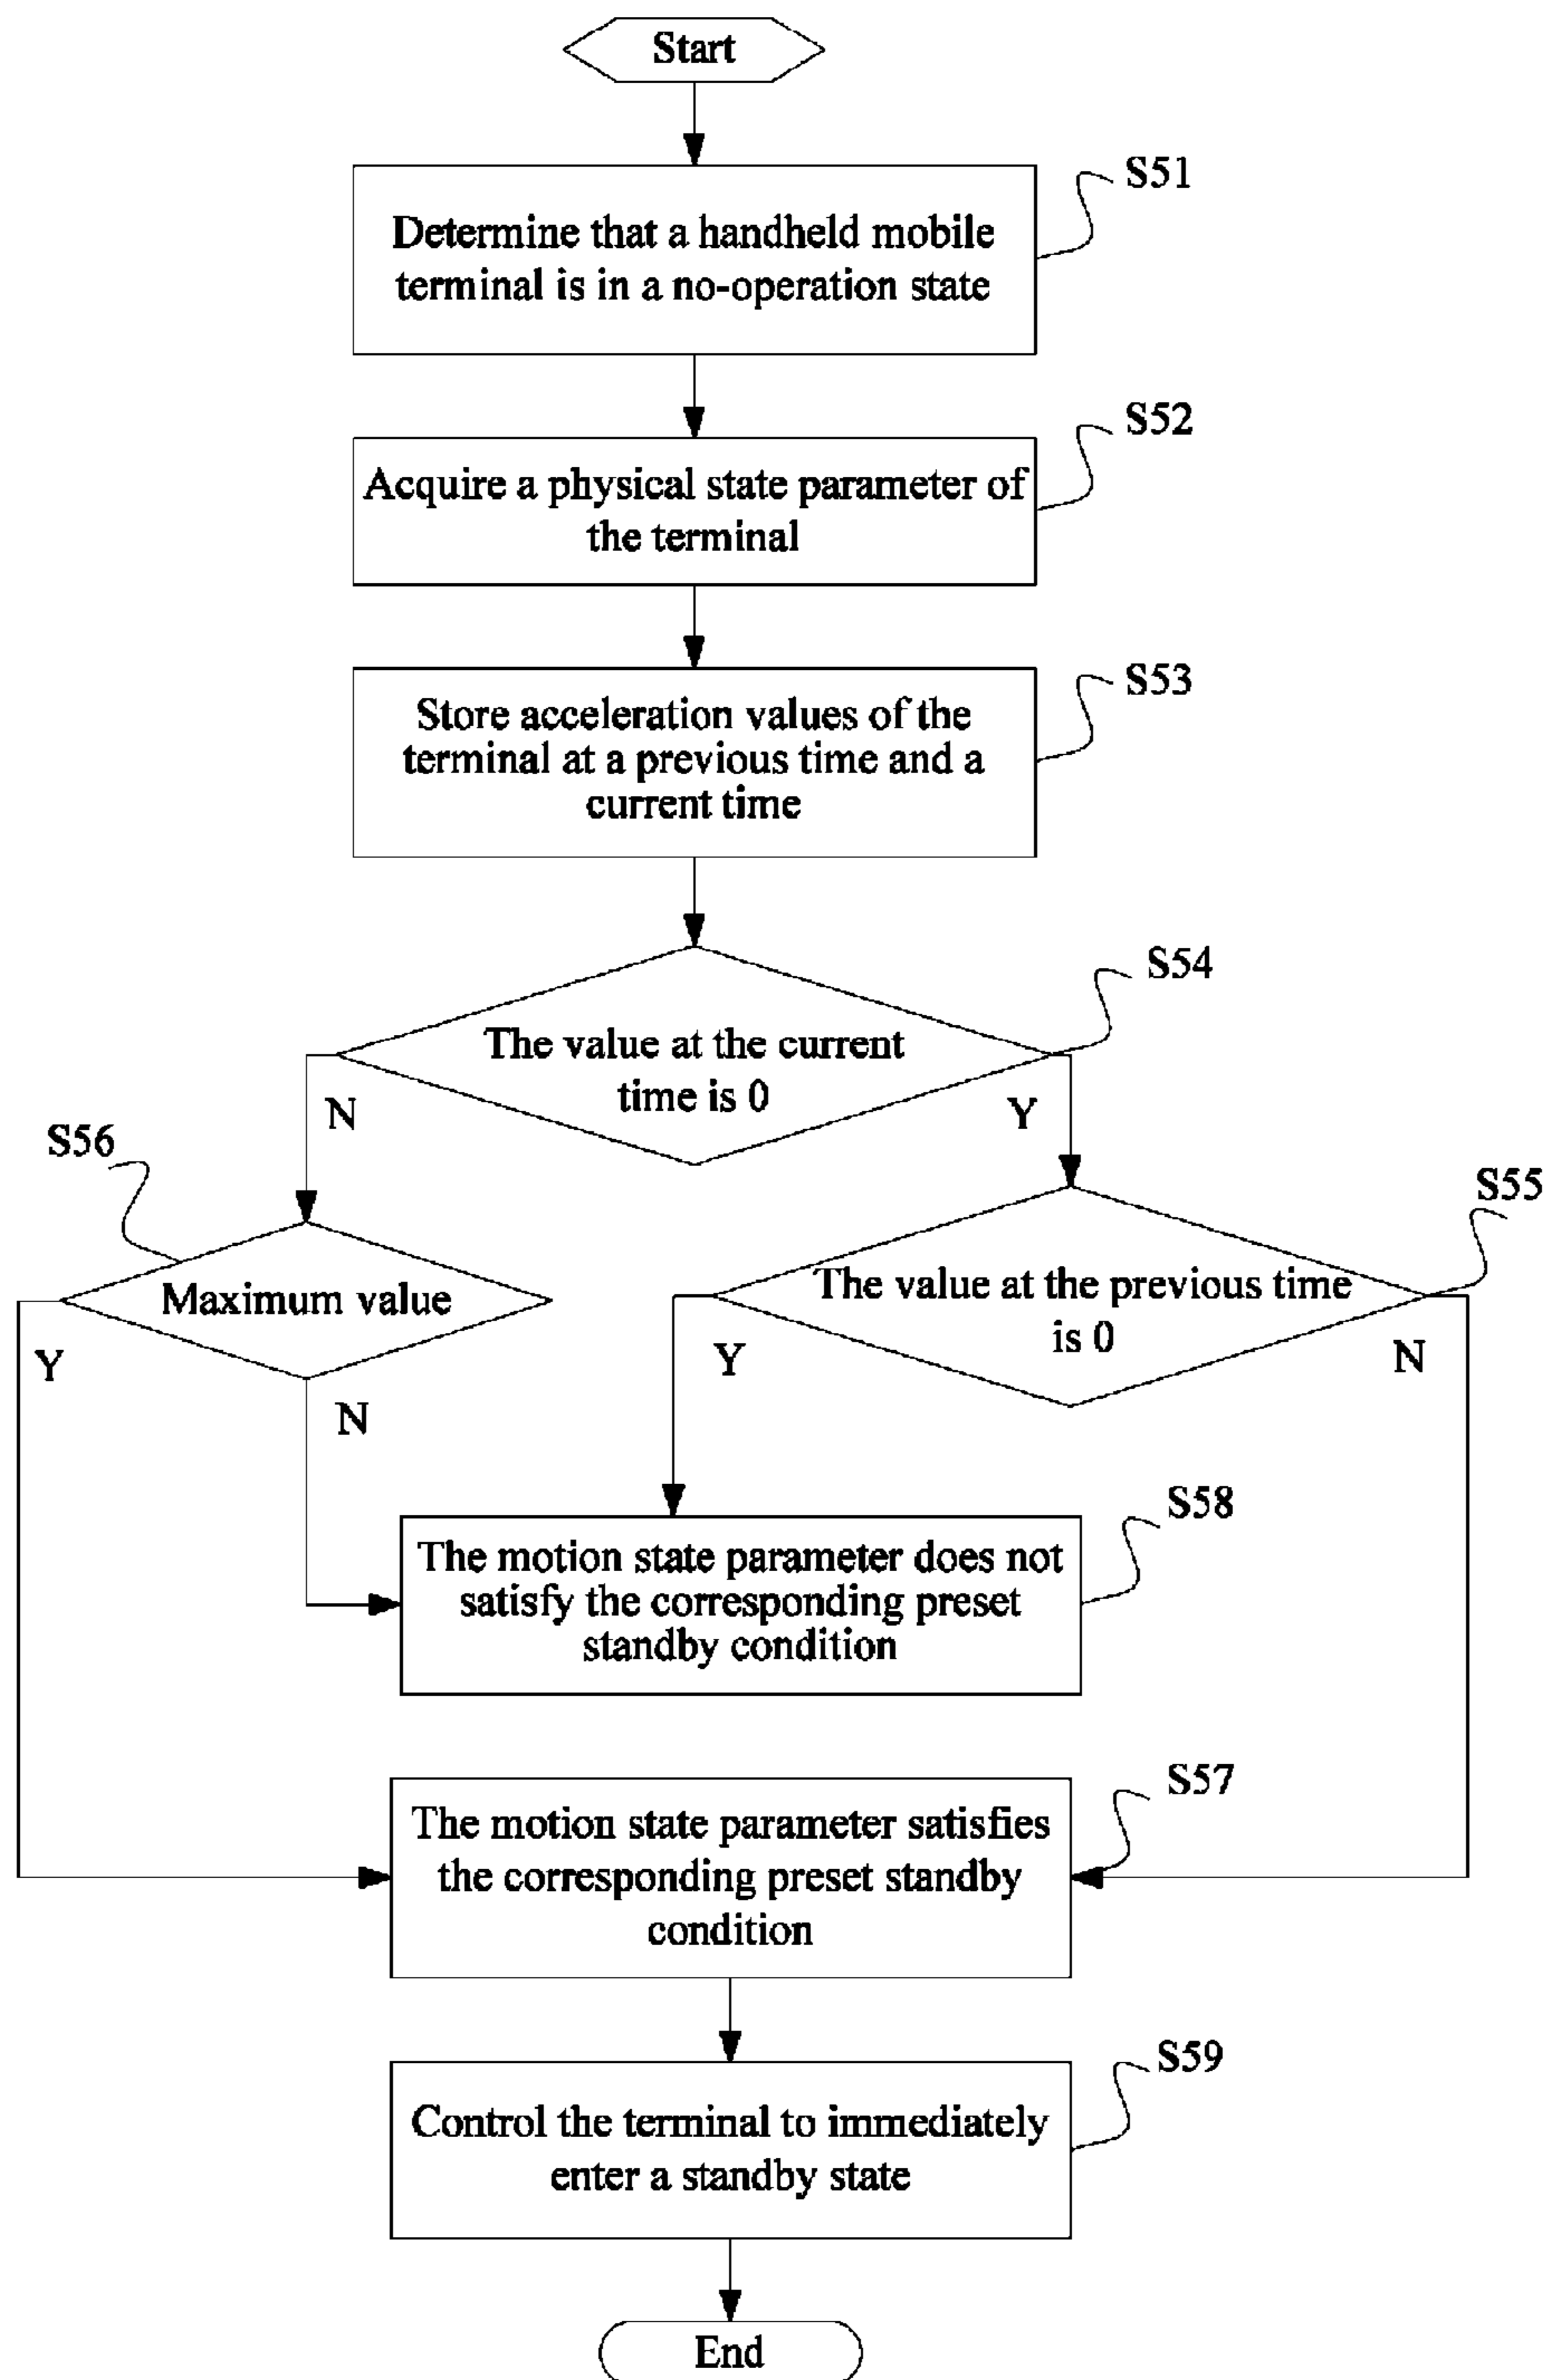 Start
S51
Determine that a handheld mobile
terminal is in a no-operation state
S52
Acquire a physical state parameter of
the terminal
S53
Store acceleration values of the
terminal at a previous time and a
current time
S54
The value at the current
time is 0
N
Y
S56
S55
Maximum value
The value at the previous time
is 0
Y
N
Y
N
S58
The motion state parameter does not
satisfy the corresponding preset
standby condition
S57
The motion state parameter satisfies
the corresponding preset standby
condition
S59
Control the terminal to immediately
enter a standby state
End